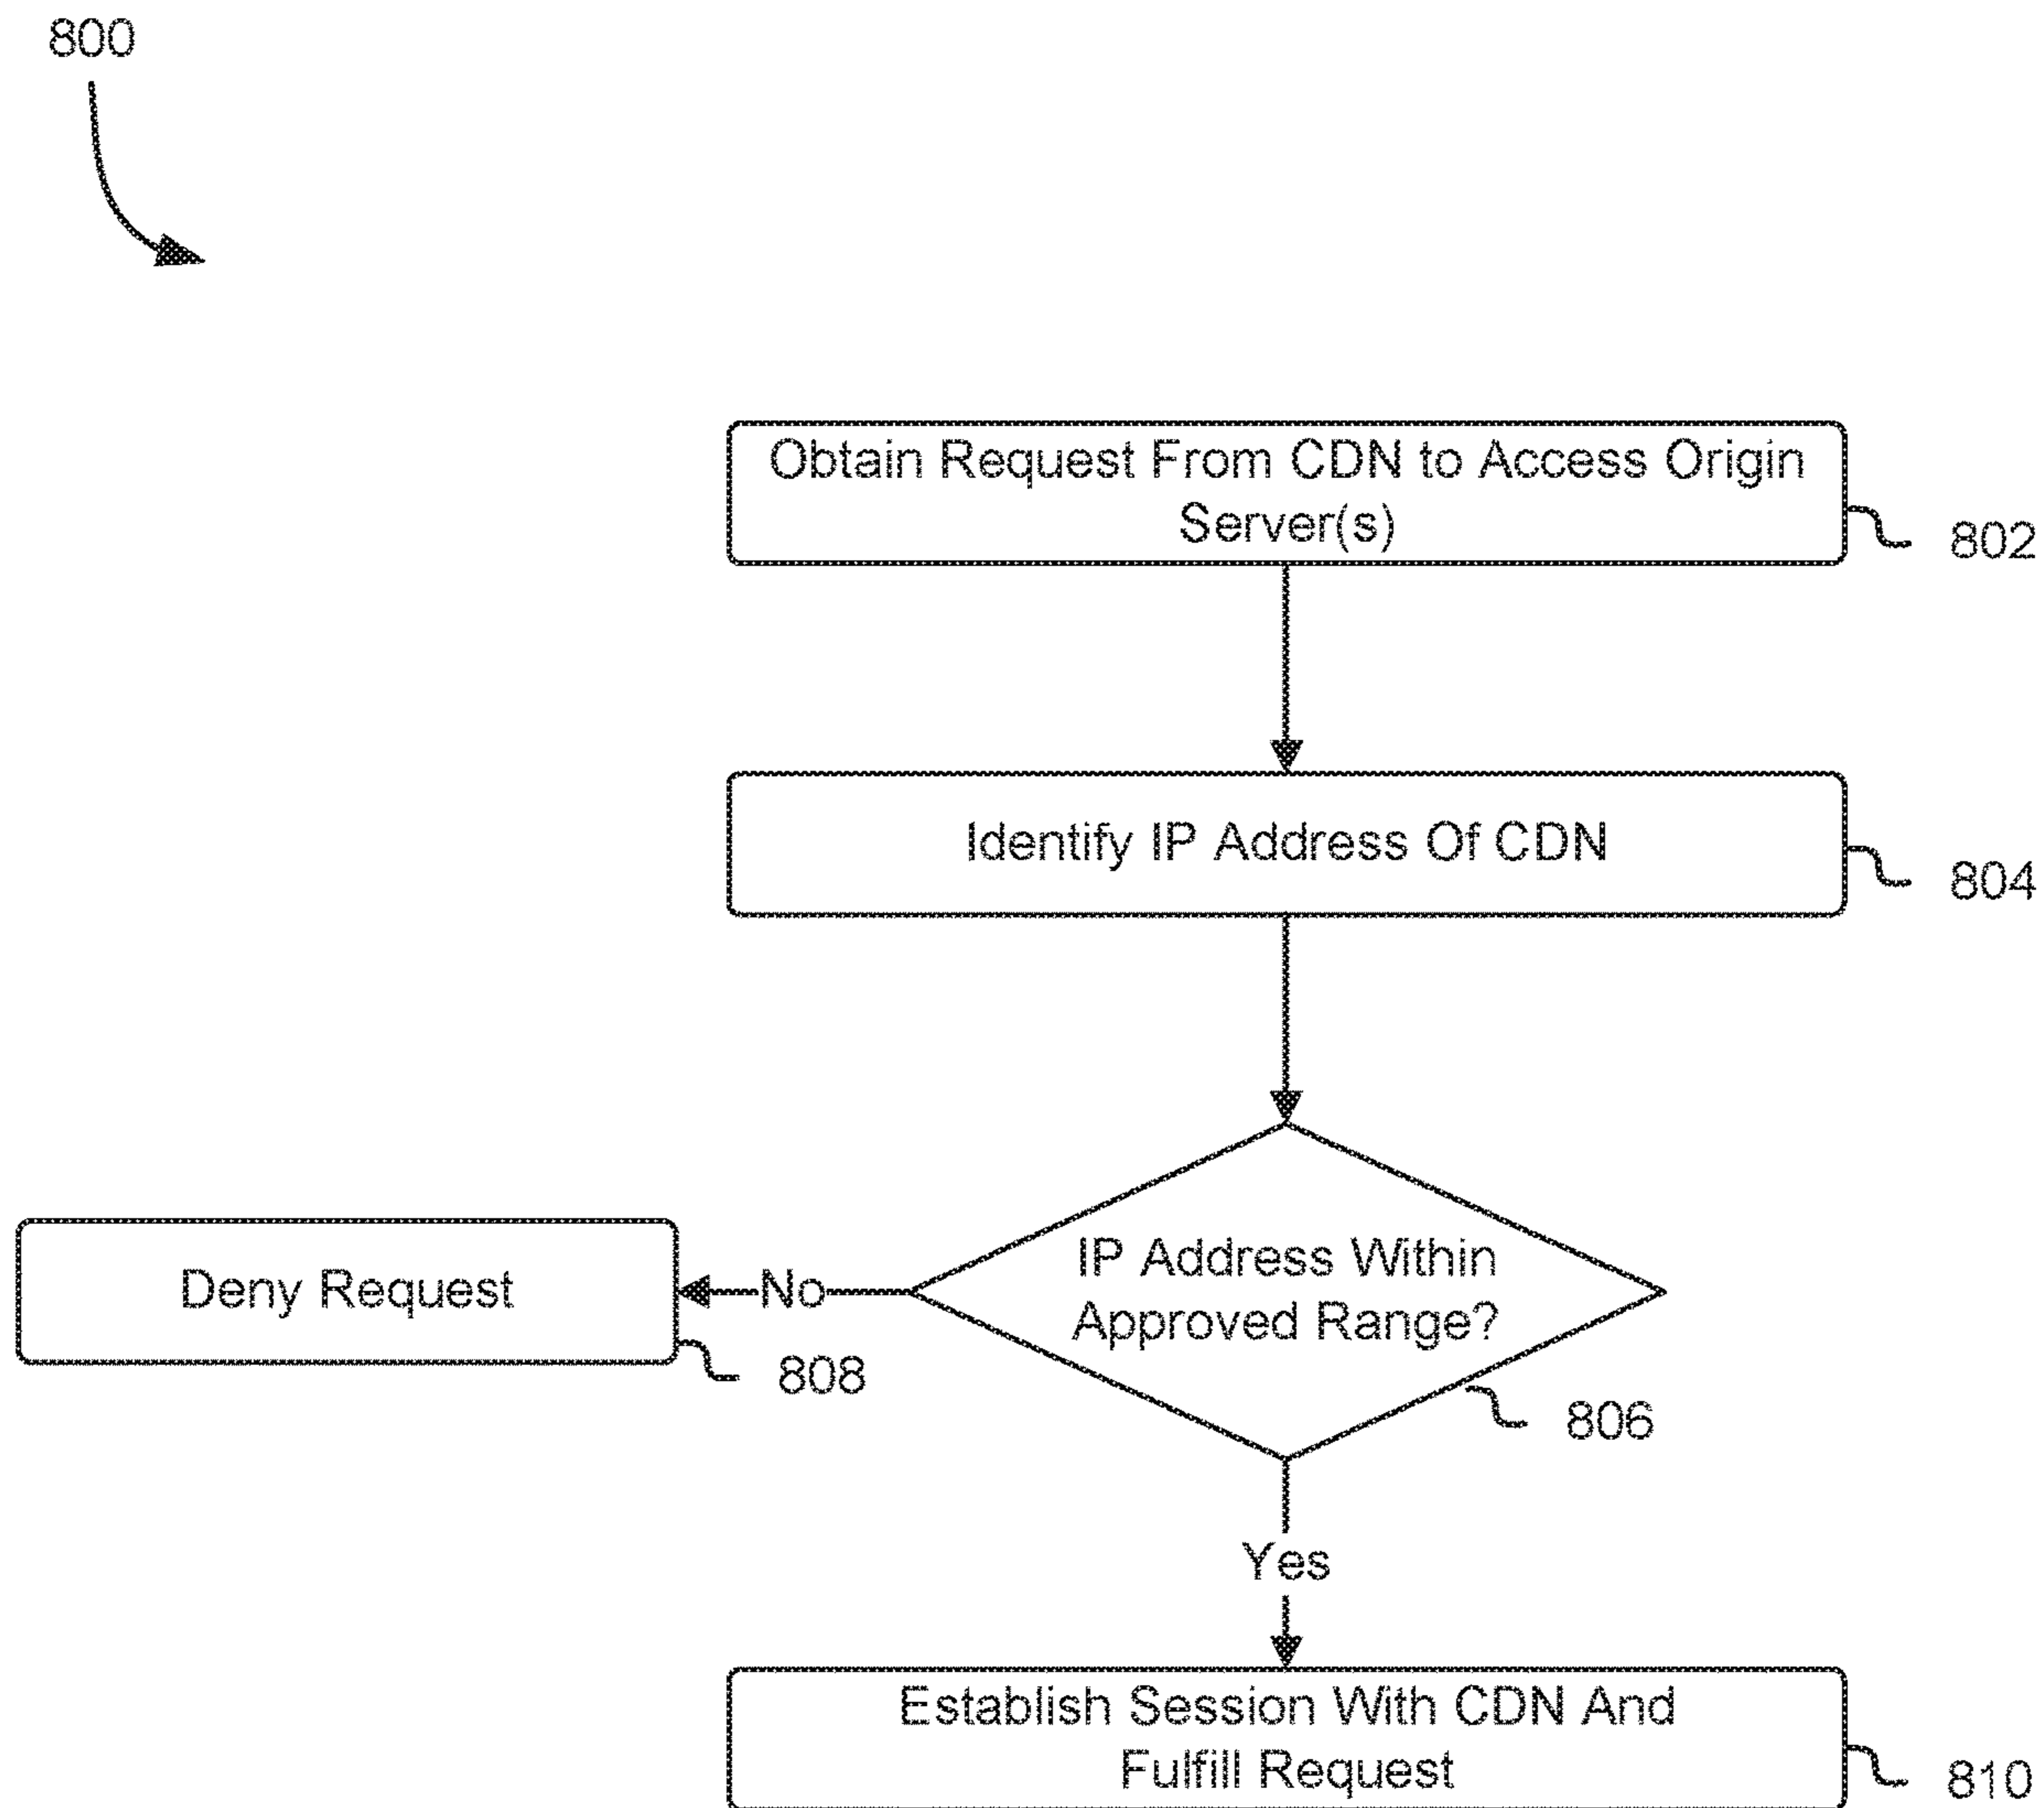 800
Obtain Request From CDN to Access Origin
Server(s)
802
Identify IP Address Of CDN
804
IP Address Within
Approved Range?
806
No
Deny Request
808
Yes
Establish Session With CDN And
Fulfill Request
810